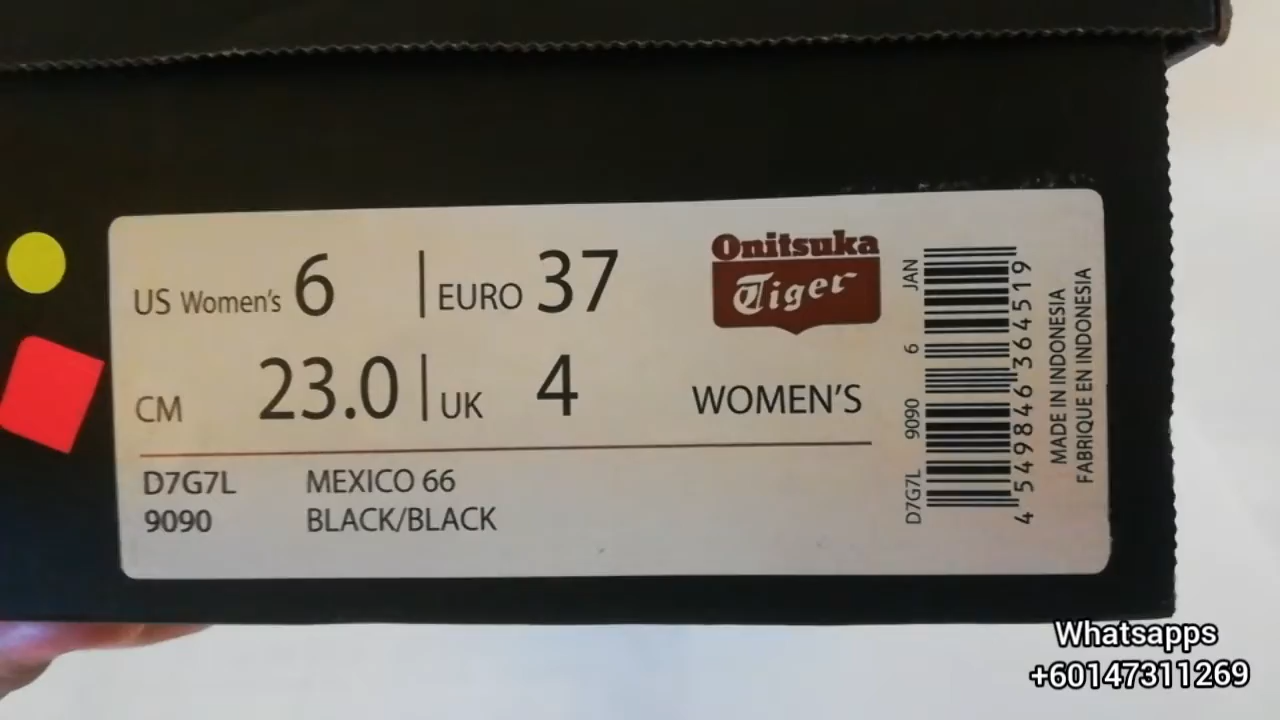 US Women's 6 | EURO 37
CM 23.0 | UK 4
Onitsuka
Tiger
WOMEN'S
D7G7L MEXICO 66
9090 BLACK/BLACK
D7G7L 9090 6 JAN
4 549846 364519
MADE IN INDONESIA
FABRIQUE EN INDONESIA
Whatsapps
+60147311269